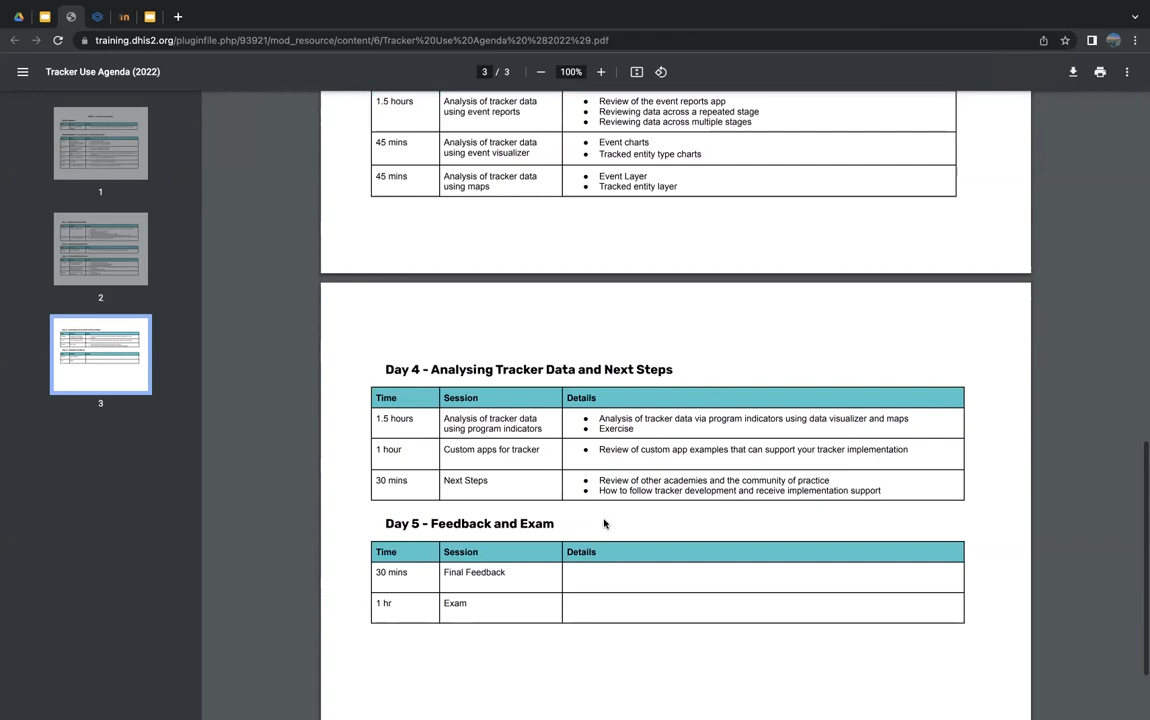 training.dhis2.org/pluginfile.php/93921/mod_resource/content/6/Tracker%20Use%20Agenda%20%282022%29.pdf
Tracker Use Agenda (2022)
3 / 3
100%
1
2
3
1.5 hours
Analysis of tracker data
using event reports
● Review of the event reports app
● Reviewing data across a repeated stage
● Reviewing data across multiple stages
45 mins
Analysis of tracker data
using event visualizer
● Event charts
● Tracked entity type charts
45 mins
Analysis of tracker data
using maps
● Event Layer
● Tracked entity layer
Day 4 - Analysing Tracker Data and Next Steps
Time Session Details
1.5 hours
Analysis of tracker data
using program indicators
● Analysis of tracker data via program indicators using data visualizer and maps
● Exercise
1 hour
Custom apps for tracker
● Review of custom app examples that can support your tracker implementation
30 mins
Next Steps
● Review of other academies and the community of practice
● How to follow tracker development and receive implementation support
Day 5 - Feedback and Exam
Time Session Details
30 mins Final Feedback
1 hr Exam